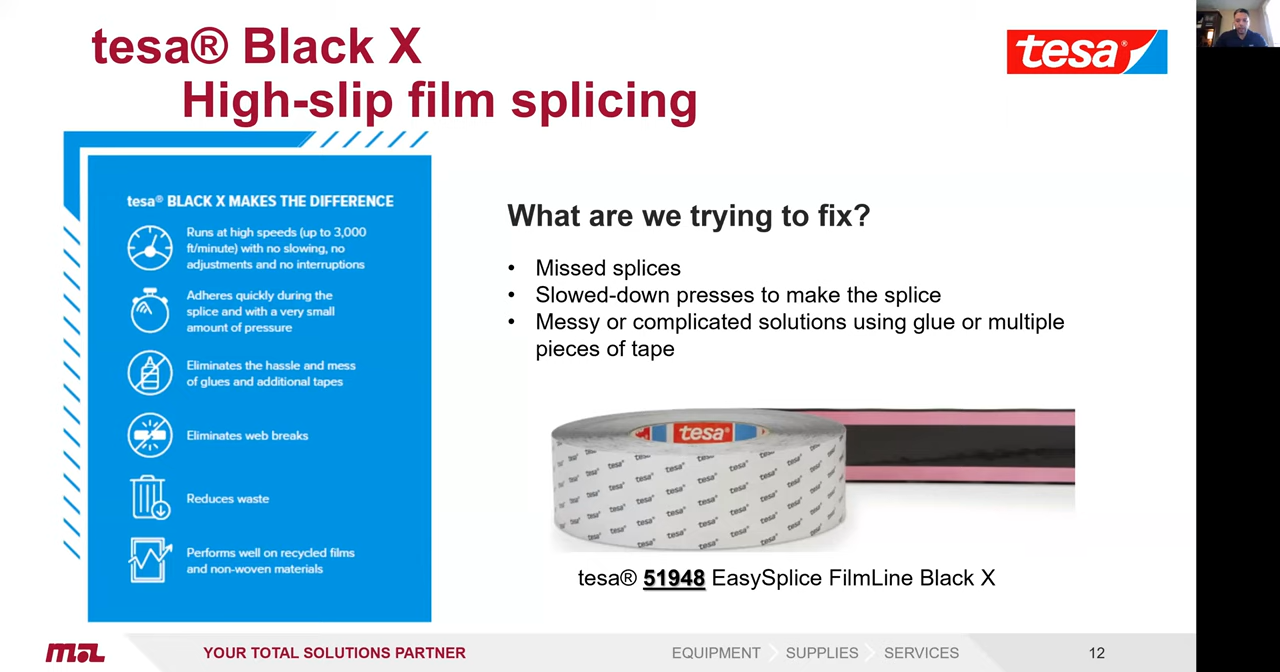 tesa® Black X
High-slip film splicing
tesa®
tesa® BLACK X MAKES THE DIFFERENCE
Runs at high speeds (up to 3,000
ft/minute) with no slowing, no
adjustments and no interruptions
Adheres quickly during the
splice and with a very small
amount of pressure
Eliminates the hassle and mess
of glues and additional tapes
Eliminates web breaks
Reduces waste
Performs well on recycled films
and non-woven materials
What are we trying to fix?
• Missed splices
• Slowed-down presses to make the splice
• Messy or complicated solutions using glue or multiple
pieces of tape
tesa®
tesa® 51948 EasySplice FilmLine Black X
YOUR TOTAL SOLUTIONS PARTNER
EQUIPMENT
SUPPLIES
SERVICES
12